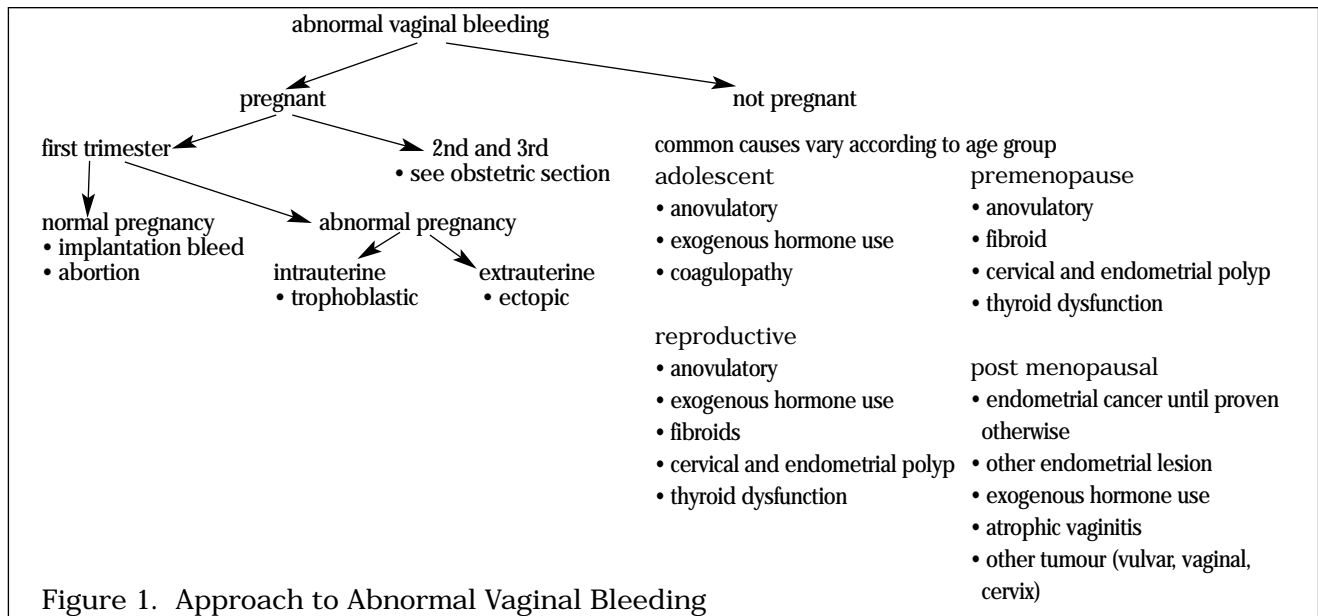 abnormal vaginal bleeding
pregnant
not pregnant
first trimester
2nd and 3rd
• see obstetric section
normal pregnancy
• implantation bleed
• abortion
abnormal pregnancy
intrauterine
• trophoblastic
extrauterine
• ectopic
common causes vary according to age group
adolescent
• anovulatory
• exogenous hormone use
• coagulopathy
reproductive
• anovulatory
• exogenous hormone use
• fibroids
• cervical and endometrial polyp
• thyroid dysfunction
premenopause
• anovulatory
• fibroid
• cervical and endometrial polyp
• thyroid dysfunction
post menopausal
• endometrial cancer until proven
otherwise
• other endometrial lesion
• exogenous hormone use
• atrophic vaginitis
• other tumour (vulvar, vaginal,
cervix)
Figure 1. Approach to Abnormal Vaginal Bleeding